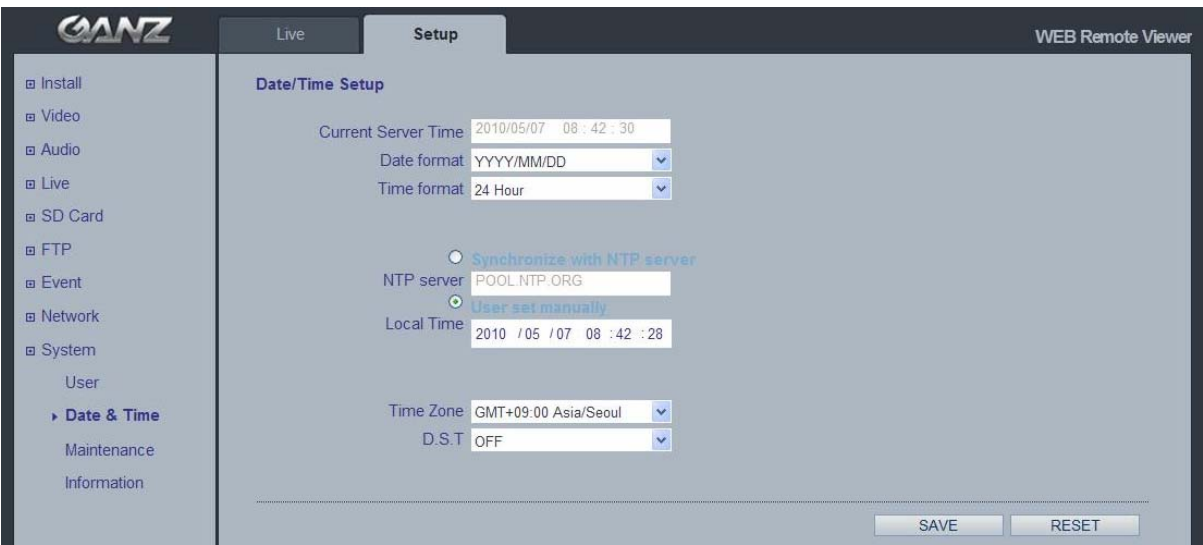 GANZ
Live
Setup
WEB Remote Viewer
Install
Video
Audio
Live
SD Card
FTP
Event
Network
System
User
Date & Time
Maintenance
Information
Date/Time Setup
Current Server Time 2010/05/07 08 : 42 : 30
Date format YYYY/MM/DD
Time format 24 Hour
Synchronize with NTP server
NTP server POOL.NTP.ORG
User set manually
Local Time 2010 / 05 / 07 08 : 42 : 28
Time Zone GMT+09:00 Asia/Seoul
D.S.T OFF
SAVE
RESET